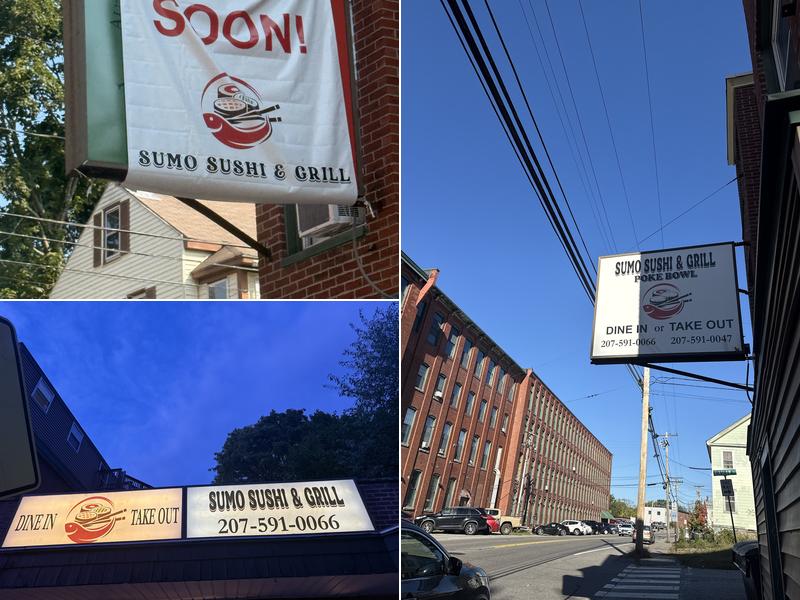 SOON!
SUMO SUSHI & GRILL
SUMO SUSHI & GRILL
POKE BOWL
DINE IN or TAKE OUT
207-591-0066 207-591-0047
DINE IN TAKE OUT
SUMO SUSHI & GRILL
207-591-0066